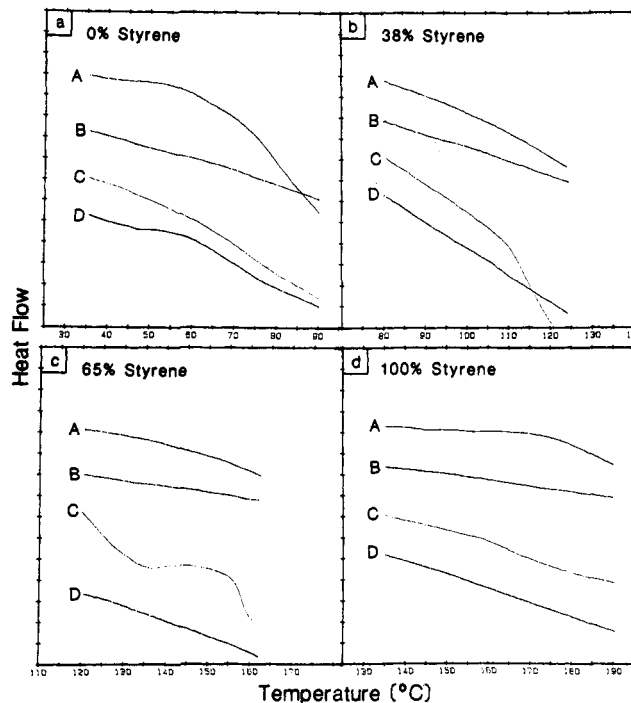 a 0% Styrene
A
B
C
D
30 40 50 60 70 80 90
b 38% Styrene
A
B
C
D
80 90 100 110 120 130
Heat Flow
c 65% Styrene
A
B
C
D
110 120 130 140 150 160 170
d 100% Styrene
A
B
C
D
130 140 150 160 170 180 190
Temperature (°C)